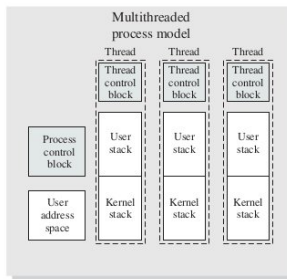 Multithreaded
process model
Thread Thread Thread
Thread
control
block
Thread
control
block
Thread
control
block
Process
control
block
User
stack
User
stack
User
stack
User
address
space
Kernel
stack
Kernel
stack
Kernel
stack